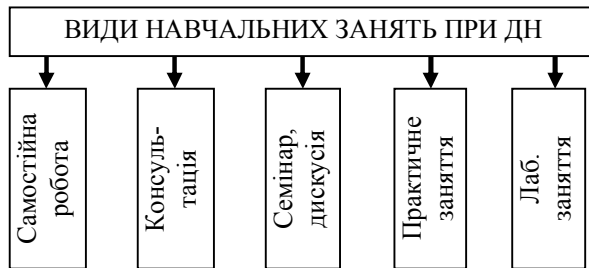 ВИДИ НАВЧАЛЬНИХ ЗАНЯТЬ ПРИ ДН
Самостійна
робота
Консуль-
тація
Семінар,
дискусія
Практичне
заняття
Лаб.
заняття